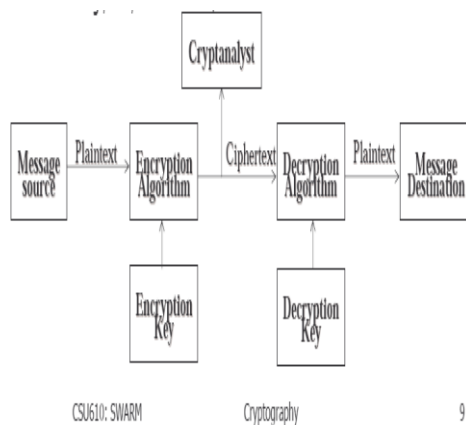 Cryptanalyst
Message
source
Plaintext
Encryption
Algorithm
Ciphertext
Decryption
Algorithm
Plaintext
Message
Destination
Encryption
Key
Decryption
Key
CSU610: SWARM
Cryptography
9